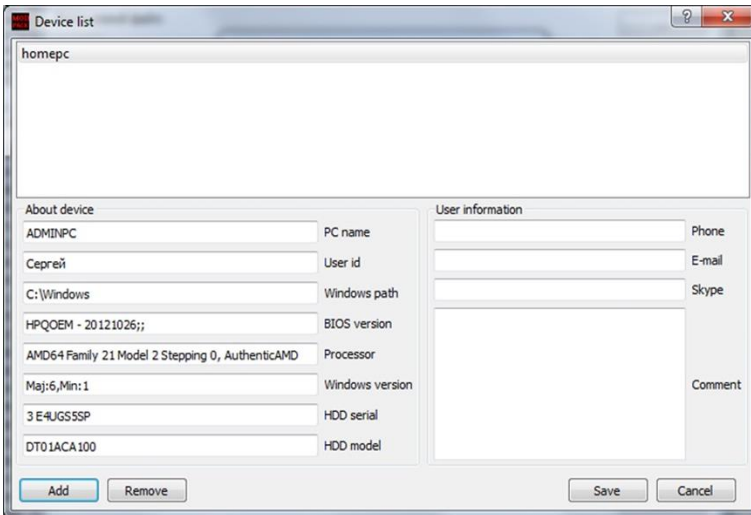 Device list
homepc
About device
ADMINPC PC name
Сергей User id
C:\Windows Windows path
HPQOEM - 20121026;; BIOS version
AMD64 Family 21 Model 2 Stepping 0, AuthenticAMD Processor
Maj:6,Min:1 Windows version
3 E4UGS5SP HDD serial
DT01ACA100 HDD model
User information
Phone
E-mail
Skype
Comment
Add Remove Save Cancel